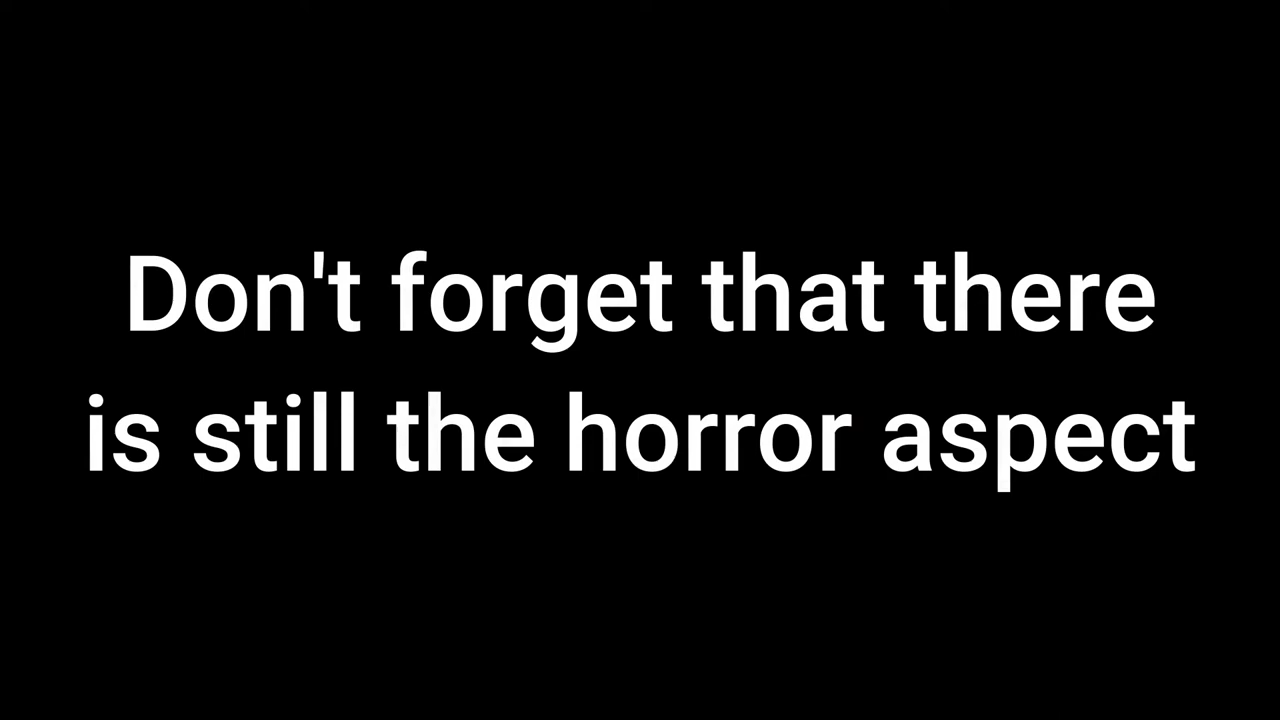 Don't forget that there
is still the horror aspect